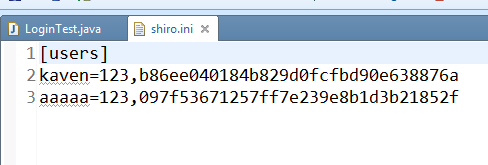 LoginTest.java shiro.ini
1 [users]
2 kaven=123,b86ee040184b829d0fcfbd90e638876a
3 aaaaa=123,097f53671257ff7e239e8b1d3b21852f